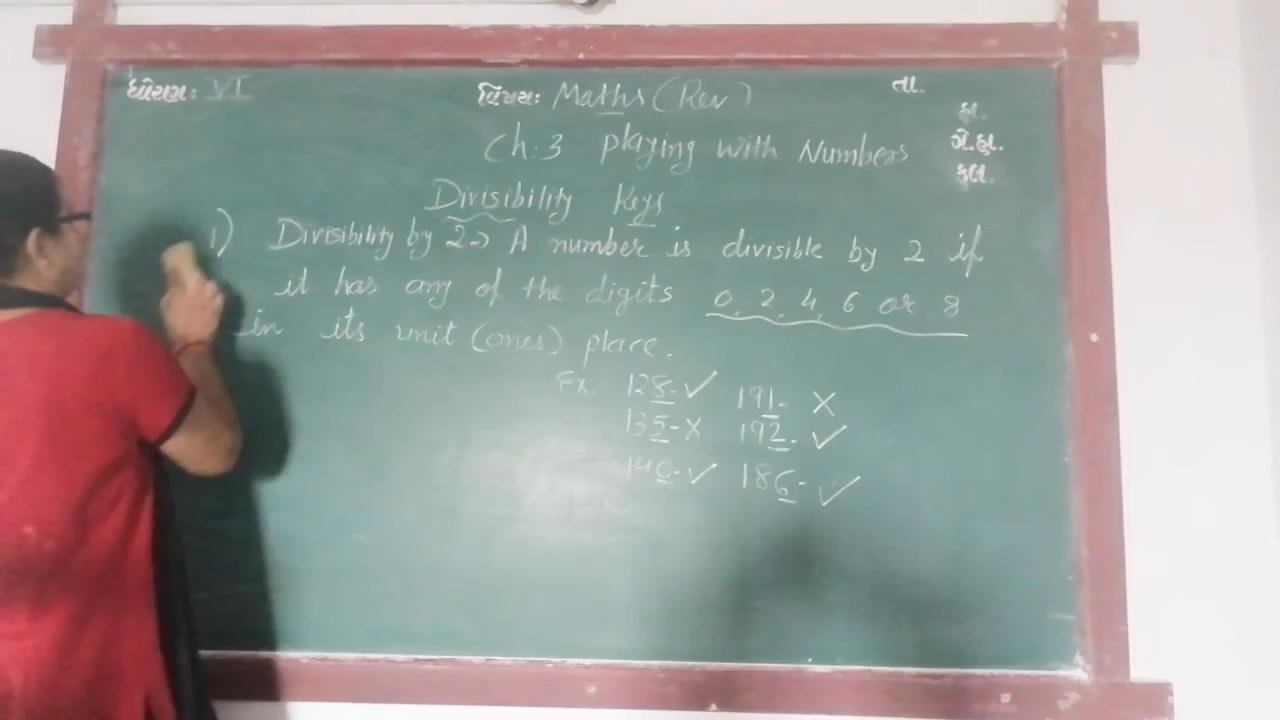 ધોરણ: VI વિષય: Maths (Rev) તા.
Ch:3 playing with Numbers
Divisibility Keys
1) Divisibility by 2→ A number is divisible by 2 if
it has any of the digits 0, 2, 4, 6 or 8
in its unit (ones) place.
Ex. 128-✓ 191- X
135-X 192- ✓
140-✓ 186- ✓